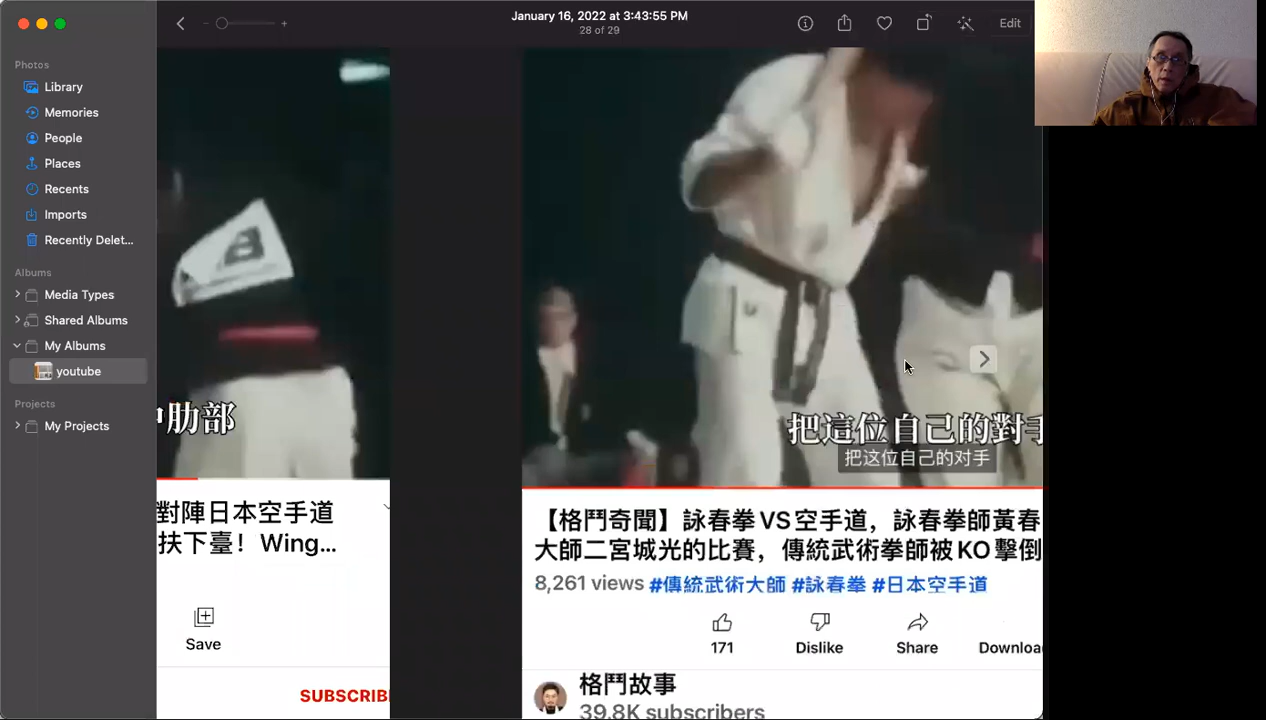 January 16, 2022 at 3:43:55 PM
28 of 29
Edit
Photos
Library
Memories
People
Places
Recents
Imports
Recently Delet...
Albums
Media Types
Shared Albums
My Albums
youtube
Projects
My Projects
B
肋部
對陣日本空手道
扶下臺！Wing...
Save
SUBSCRIB
把這位自己的對手
把这位自己的对手
【格鬥奇聞】詠春拳VS空手道，詠春拳師黃春
大師二宮城光的比賽，傳統武術拳師被KO擊倒
8,261 views #傳統武術大師 #詠春拳 #日本空手道
171
Dislike
Share
Downloa
格鬥故事
39.8K subscribers